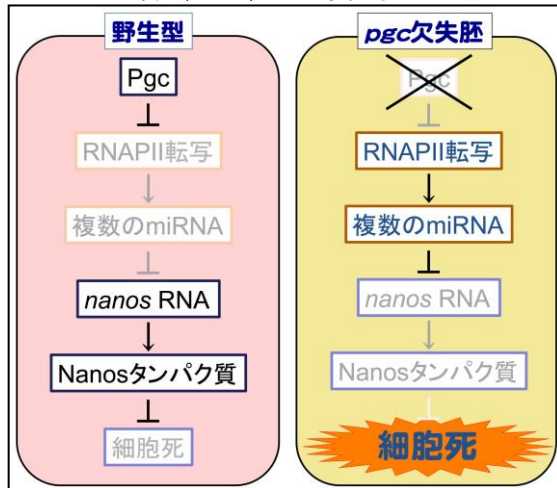 野生型
Pgc
RNAPII転写
複数のmiRNA
nanos RNA
Nanosタンパク質
細胞死
pgc欠失胚
Pgc
RNAPII転写
複数のmiRNA
nanos RNA
Nanosタンパク質
細胞死